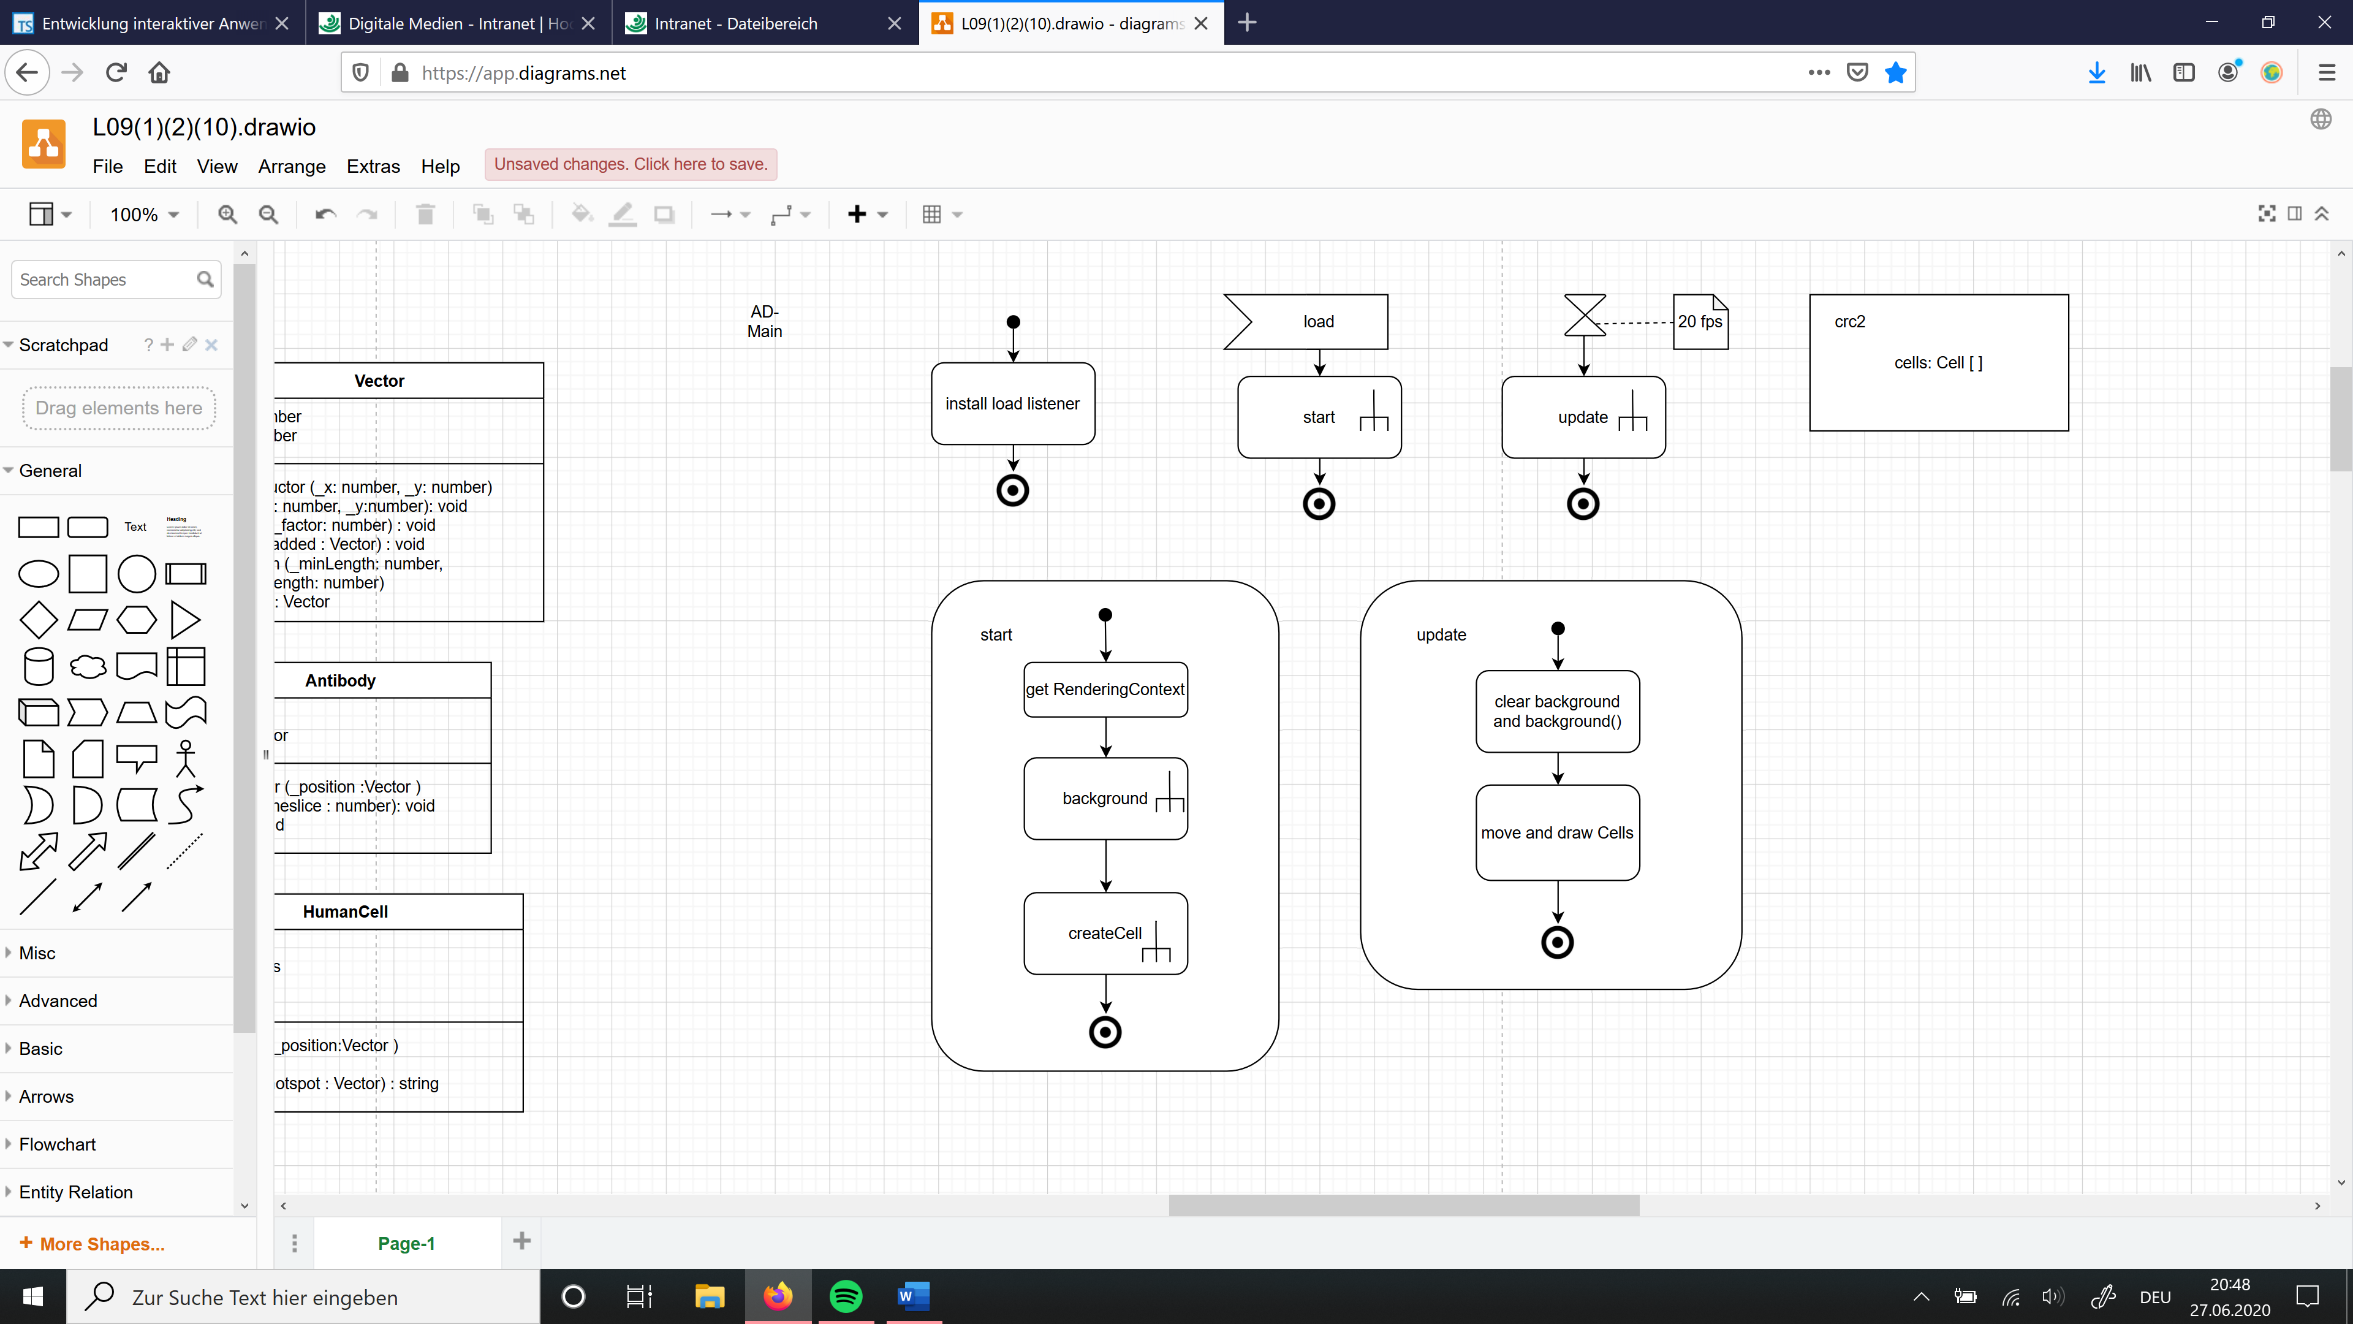 Entwicklung interaktiver Anwen
Digitale Medien - Intranet | Ho
Intranet - Dateibereich
L09(1)(2)(10).drawio - diagrams
https://app.diagrams.net
L09(1)(2)(10).drawio
File Edit View Arrange Extras Help
Unsaved changes. Click here to save.
100%
Search Shapes
Scratchpad
?
Drag elements here
General
Text
Heading
Misc
Advanced
Basic
Arrows
Flowchart
Entity Relation
+ More Shapes...
Vector
ber
uctor (_x: number, _y: number)
: number, _y:number): void
_factor: number) : void
added : Vector) : void
(_minLength: number,
ength: number)
: Vector
Antibody
or
r (_position :Vector )
neslice : number): void
d
HumanCell
s
_position:Vector )
otspot : Vector) : string
AD-
Main
install load listener
load
start
20 fps
update
crc2
cells: Cell [ ]
start
get RenderingContext
background
createCell
update
clear background
and background()
move and draw Cells
Page-1
Zur Suche Text hier eingeben
DEU
20:48
27.06.2020